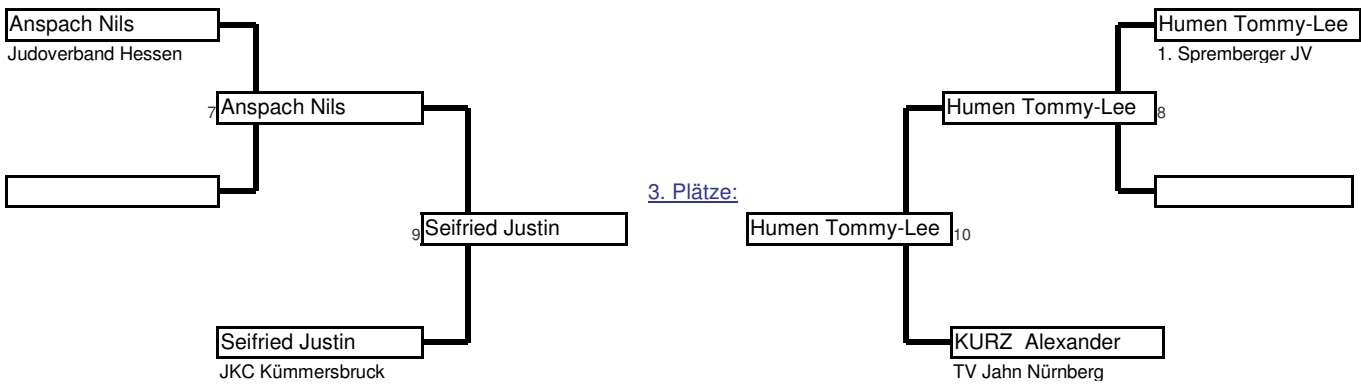 Anspach Nils
Judoverband Hessen
7 Anspach Nils
9 Seifried Justin
Seifried Justin
JKC Kümmersbruck
3. Plätze:
Humen Tommy-Lee
1. Spremberger JV
Humen Tommy-Lee 8
Humen Tommy-Lee 10
KURZ Alexander
TV Jahn Nürnberg